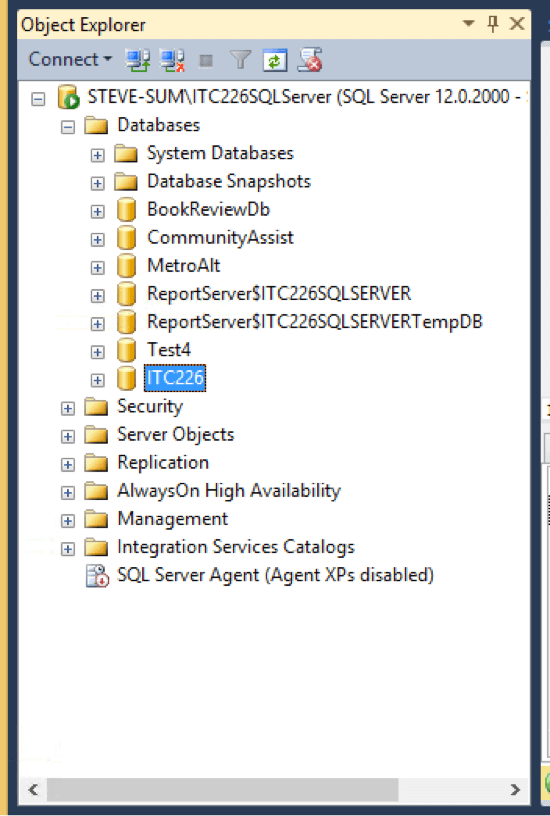 Object Explorer
Connect
STEVE-SUM\ITC226SQLServer (SQL Server 12.0.2000 -
Databases
System Databases
Database Snapshots
BookReviewDb
CommunityAssist
MetroAlt
ReportServer$ITC226SQLSERVER
ReportServer$ITC226SQLSERVERTempDB
Test4
ITC226
Security
Server Objects
Replication
AlwaysOn High Availability
Management
Integration Services Catalogs
SQL Server Agent (Agent XPs disabled)